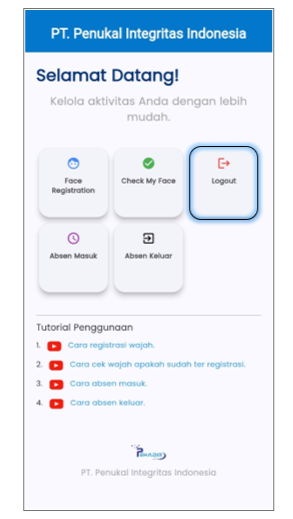 PT. Penukal Integritas Indonesia
Selamat Datang!
Kelola aktivitas Anda dengan lebih
mudah.
Face
Registration
Check My Face
Logout
Absen Masuk
Absen Keluar
Tutorial Penggunaan
1. Cara registrasi wajah.
2. Cara cek wajah apakah sudah ter registrasi.
3. Cara absen masuk.
4. Cara absen keluar.
PT. Penukal Integritas Indonesia